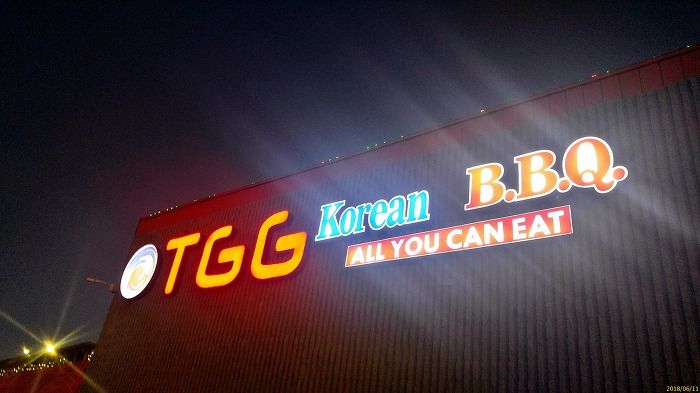 TGG Korean B.B.Q.
ALL YOU CAN EAT
2018/06/11